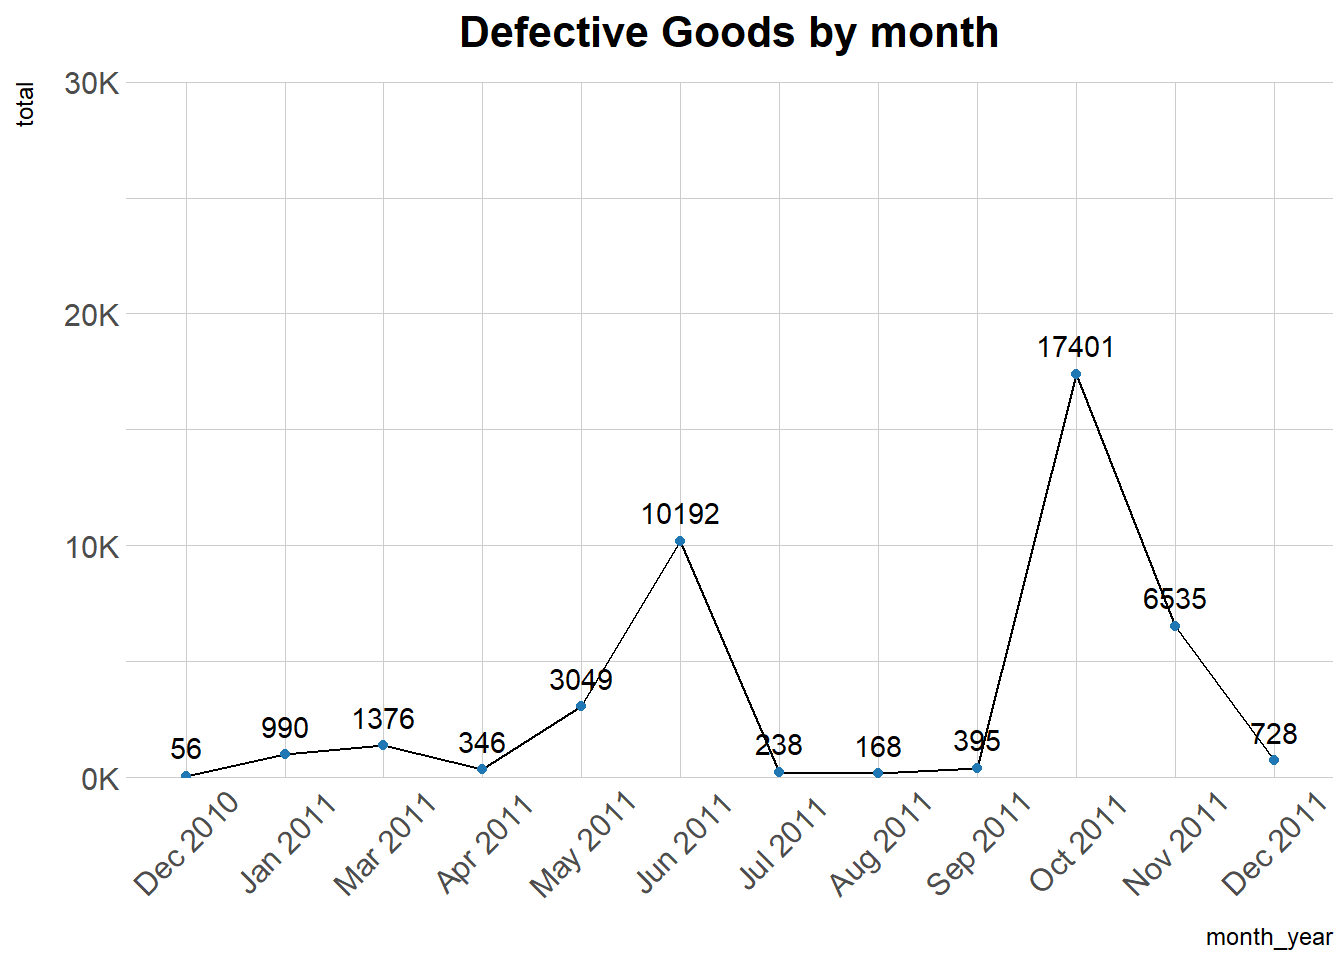 Defective Goods by month
total
30K
20K
10K
0K
56
990
1376
346
3049
10192
238
168
395
17401
6535
728
Dec 2010
Jan 2011
Mar 2011
Apr 2011
May 2011
Jun 2011
Jul 2011
Aug 2011
Sep 2011
Oct 2011
Nov 2011
Dec 2011
month_year